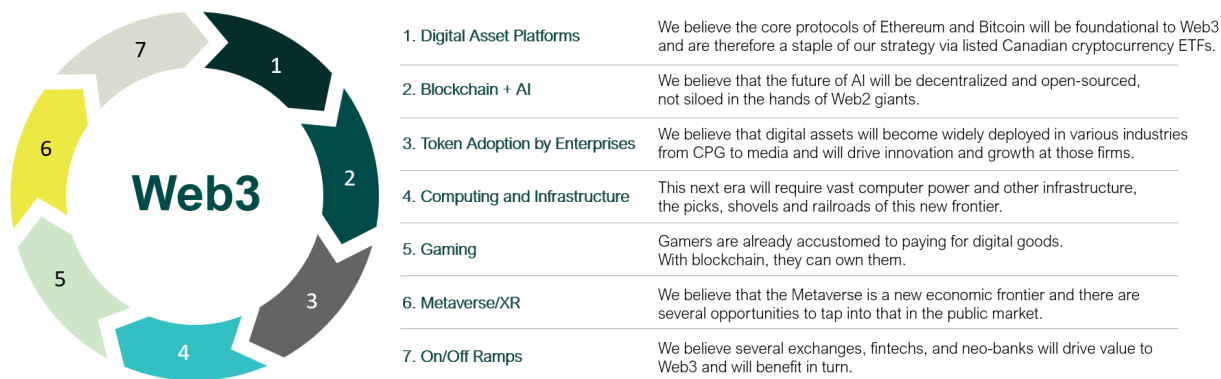 7
1
6
2
Web3
5
3
4
1. Digital Asset Platforms
We believe the core protocols of Ethereum and Bitcoin will be foundational to Web3
and are therefore a staple of our strategy via listed Canadian cryptocurrency ETFs.
2. Blockchain + AI
We believe that the future of AI will be decentralized and open-sourced,
not siloed in the hands of Web2 giants.
3. Token Adoption by Enterprises
We believe that digital assets will become widely deployed in various industries
from CPG to media and will drive innovation and growth at those firms.
4. Computing and Infrastructure
This next era will require vast computer power and other infrastructure,
the picks, shovels and railroads of this new frontier.
5. Gaming
Gamers are already accustomed to paying for digital goods.
With blockchain, they can own them.
6. Metaverse/XR
We believe that the Metaverse is a new economic frontier and there are
several opportunities to tap into that in the public market.
7. On/Off Ramps
We believe several exchanges, fintechs, and neo-banks will drive value to
Web3 and will benefit in turn.